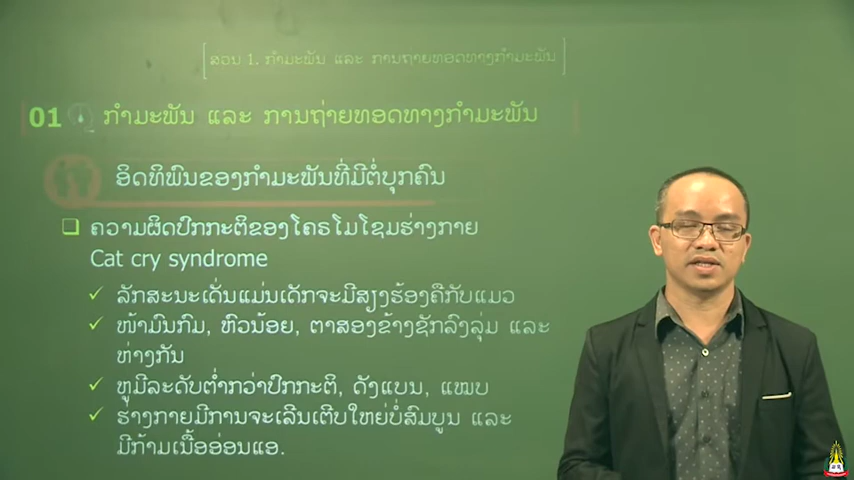 ສວນ 1. ກຳມະພັນ ແລະ ການຖາຍທອດທາງກຳມະພັນ
01 ກຳມະພັນ ແລະ ການຖ່າຍທອດທາງກຳມະພັນ
ອິດທິພົນຂອງກຳມະພັນທີ່ມີຕໍ່ບຸກຄົນ
ຄວາມຜິດປົກກະຕິຂອງໂຄຣໂມໂຊມຮ່າງກາຍ
Cat cry syndrome
ລັກສະນະເດັ່ນແມ່ນເດັກຈະມີສຽງຮ້ອງຄືກັບແມວ
ໜ້າມົນກົມ, ຫົວນ້ອຍ, ຕາສອງຂ້າງຊັກລົງລຸ່ມ ແລະ
ຫ່າງກັນ
ຫູມີລະດັບຕ່ຳກວ່າປົກກະຕິ, ດັງແບນ, ແໝບ
ຮ່າງກາຍມີການຈະເລີນເຕີບໃຫຍ່ບໍ່ສົມບູນ ແລະ
ມີກ້າມເນື້ອອ່ອນແອ.